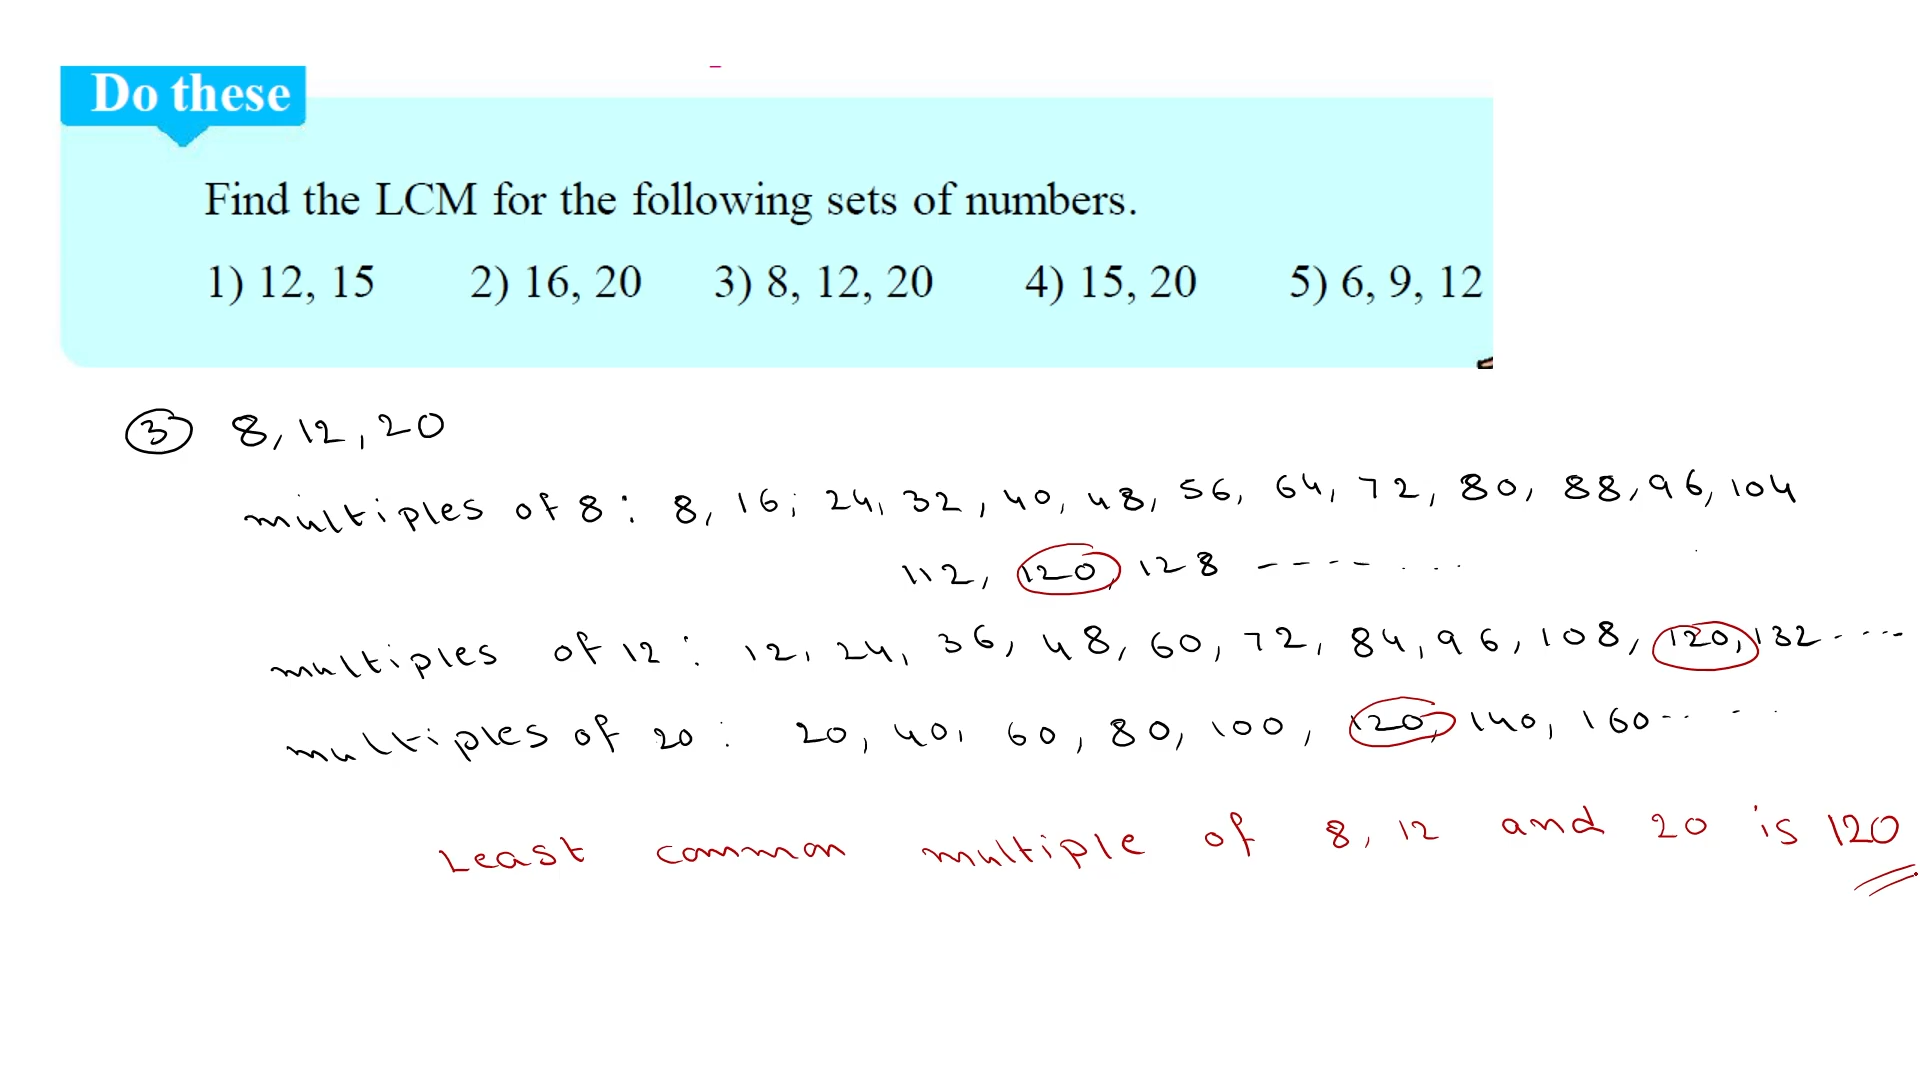 Do these
Find the LCM for the following sets of numbers.
1) 12, 15 2) 16, 20 3) 8, 12, 20 4) 15, 20 5) 6, 9, 12
3 8, 12, 20
multiples of 8 : 8, 16, 24, 32, 40, 48, 56, 64, 72, 80, 88, 96, 104
112, 120, 128 ----...
multiples of 12 : 12, 24, 36, 48, 60, 72, 84, 96, 108, 120, 132----
multiples of 20 : 20, 40, 60, 80, 100, 120, 140, 160-----
Least common multiple of 8, 12 and 20 is 120